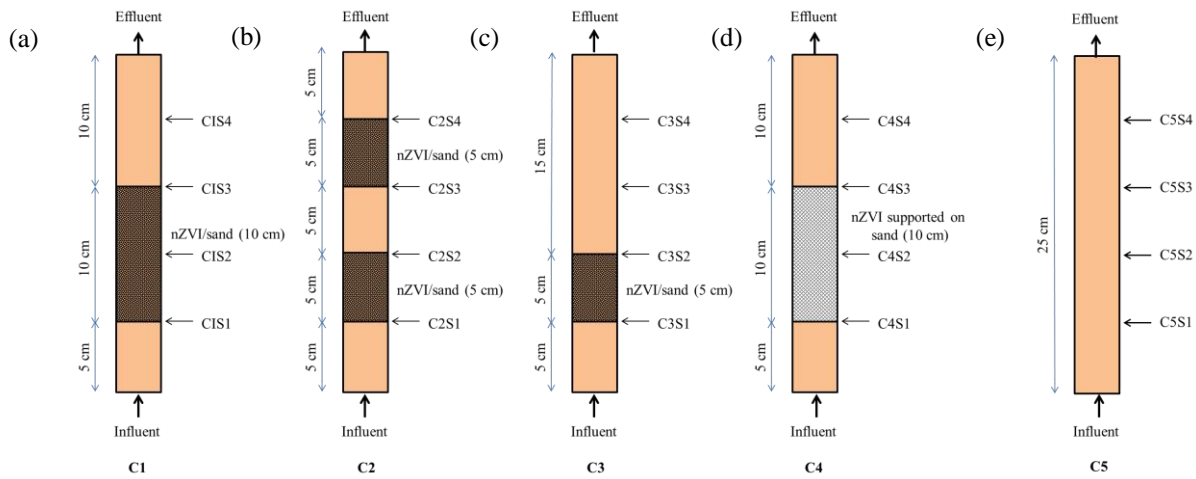 (a)
Effluent
10 cm
10 cm
5 cm
CIS4
CIS3
nZVI/sand (10 cm)
CIS2
CIS1
Influent
C1
(b)
Effluent
5 cm
5 cm
5 cm
5 cm
5 cm
C2S4
nZVI/sand (5 cm)
C2S3
C2S2
nZVI/sand (5 cm)
C2S1
Influent
C2
(c)
Effluent
15 cm
5 cm
5 cm
C3S4
C3S3
C3S2
nZVI/sand (5 cm)
C3S1
Influent
C3
(d)
Effluent
10 cm
10 cm
5 cm
C4S4
C4S3
nZVI supported on
sand (10 cm)
C4S2
C4S1
Influent
C4
(e)
Effluent
25 cm
C5S4
C5S3
C5S2
C5S1
Influent
C5